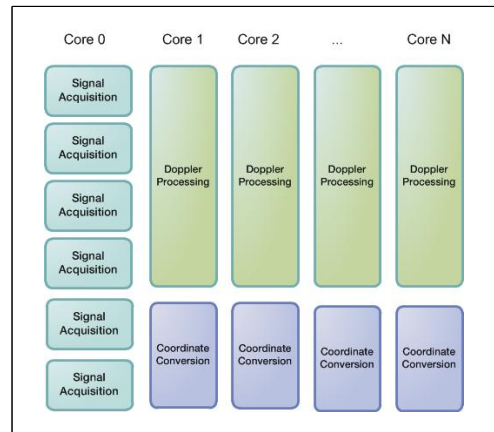 Core 0 Core 1 Core 2 ... Core N
Signal
Acquisition
Signal
Acquisition
Signal
Acquisition
Signal
Acquisition
Signal
Acquisition
Signal
Acquisition
Doppler
Processing
Doppler
Processing
Doppler
Processing
Doppler
Processing
Coordinate
Conversion
Coordinate
Conversion
Coordinate
Conversion
Coordinate
Conversion